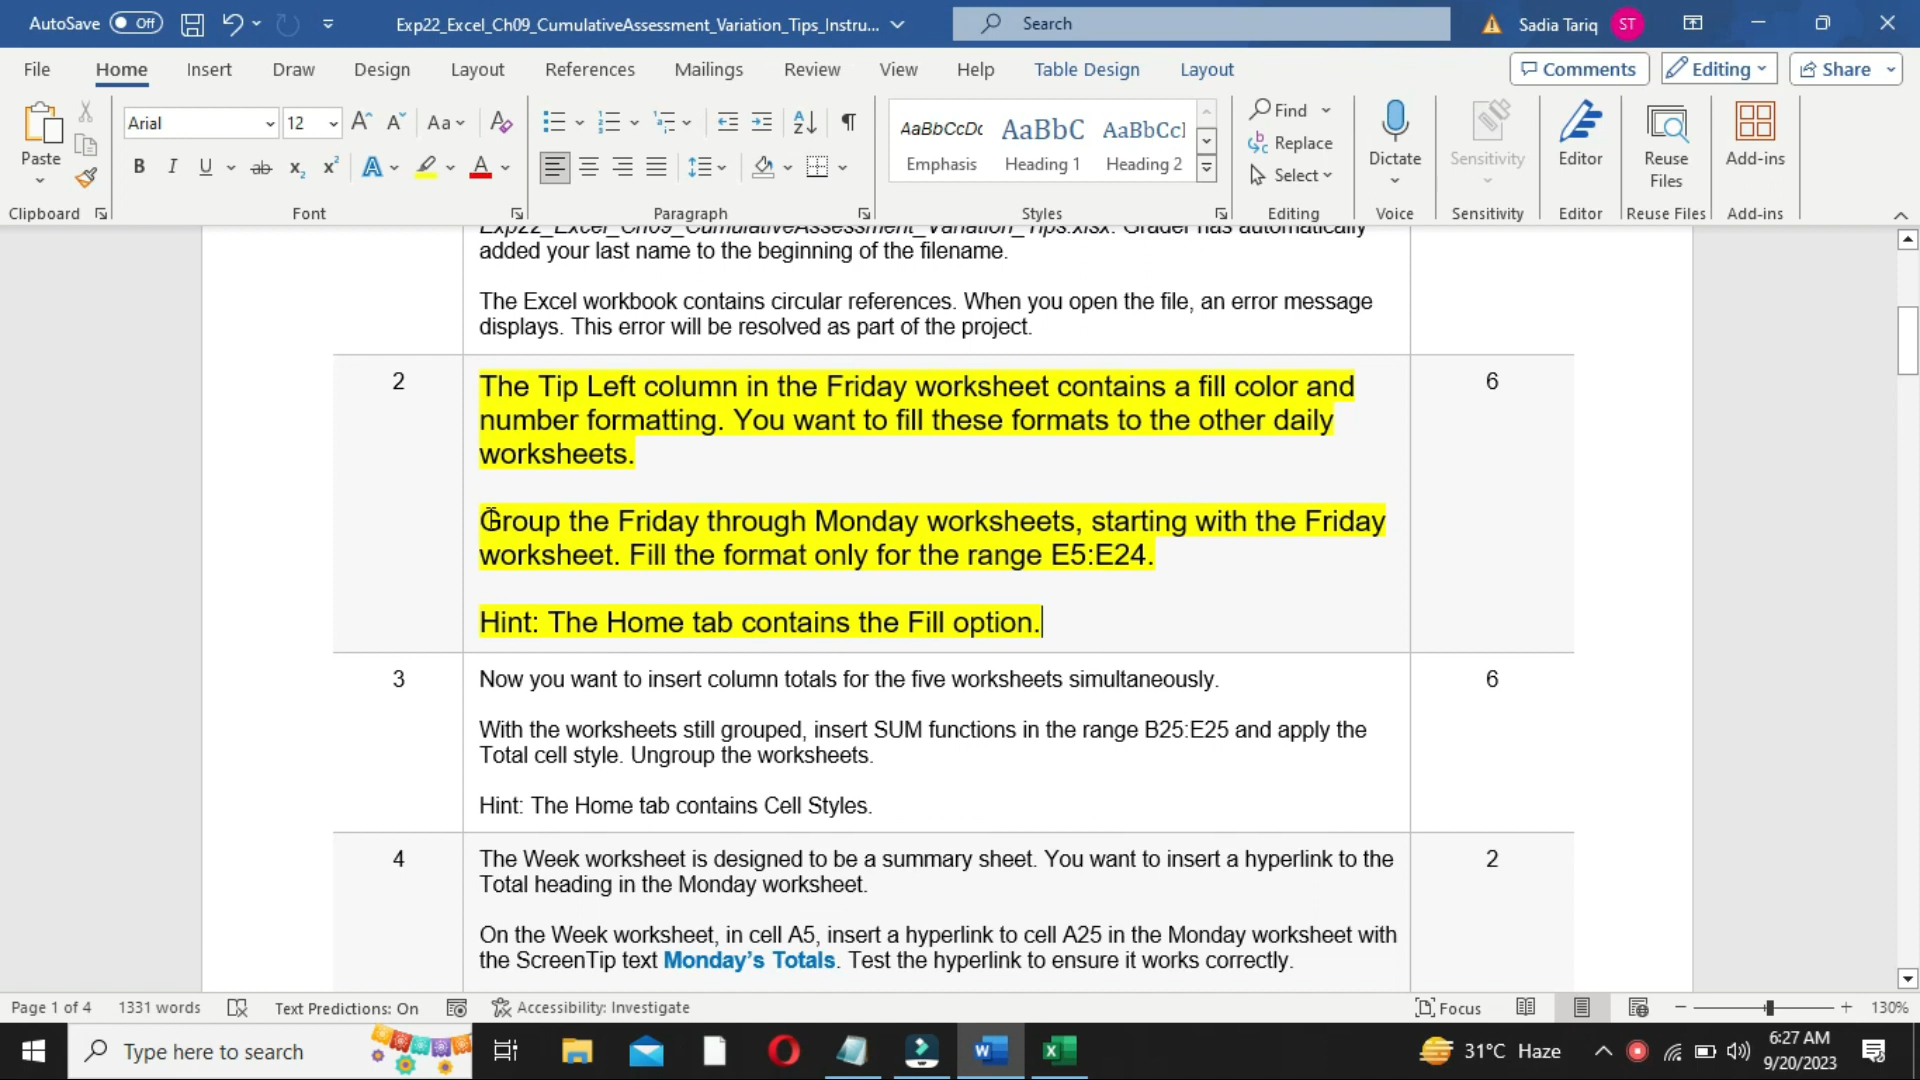 AutoSave Off Exp22_Excel_Ch09_CumulativeAssessment_Variation_Tips_Instru... Search Sadia Tariq ST
File Home Insert Draw Design Layout References Mailings Review View Help Table Design Layout Comments Editing Share
Paste
Clipboard
Arial 12
Font
Paragraph
AaBbCcDc AaBbC AaBbCc
Emphasis Heading 1 Heading 2
Styles
Find
Replace
Select
Editing
Dictate
Voice
Sensitivity
Sensitivity
Editor
Editor
Reuse
Files
Reuse Files
Add-ins
Add-ins
Exp22_Excel_Ch09_CumulativeAssessment_Variation_Tips.xlsx. Grader has automatically
added your last name to the beginning of the filename.
The Excel workbook contains circular references. When you open the file, an error message
displays. This error will be resolved as part of the project.
2 The Tip Left column in the Friday worksheet contains a fill color and 6
number formatting. You want to fill these formats to the other daily
worksheets.
Group the Friday through Monday worksheets, starting with the Friday
worksheet. Fill the format only for the range E5:E24.
Hint: The Home tab contains the Fill option.
3 Now you want to insert column totals for the five worksheets simultaneously. 6
With the worksheets still grouped, insert SUM functions in the range B25:E25 and apply the
Total cell style. Ungroup the worksheets.
Hint: The Home tab contains Cell Styles.
4 The Week worksheet is designed to be a summary sheet. You want to insert a hyperlink to the 2
Total heading in the Monday worksheet.
On the Week worksheet, in cell A5, insert a hyperlink to cell A25 in the Monday worksheet with
the ScreenTip text Monday’s Totals. Test the hyperlink to ensure it works correctly.
Page 1 of 4 1331 words Text Predictions: On Accessibility: Investigate Focus 130%
Type here to search 31°C Haze 6:27 AM
9/20/2023